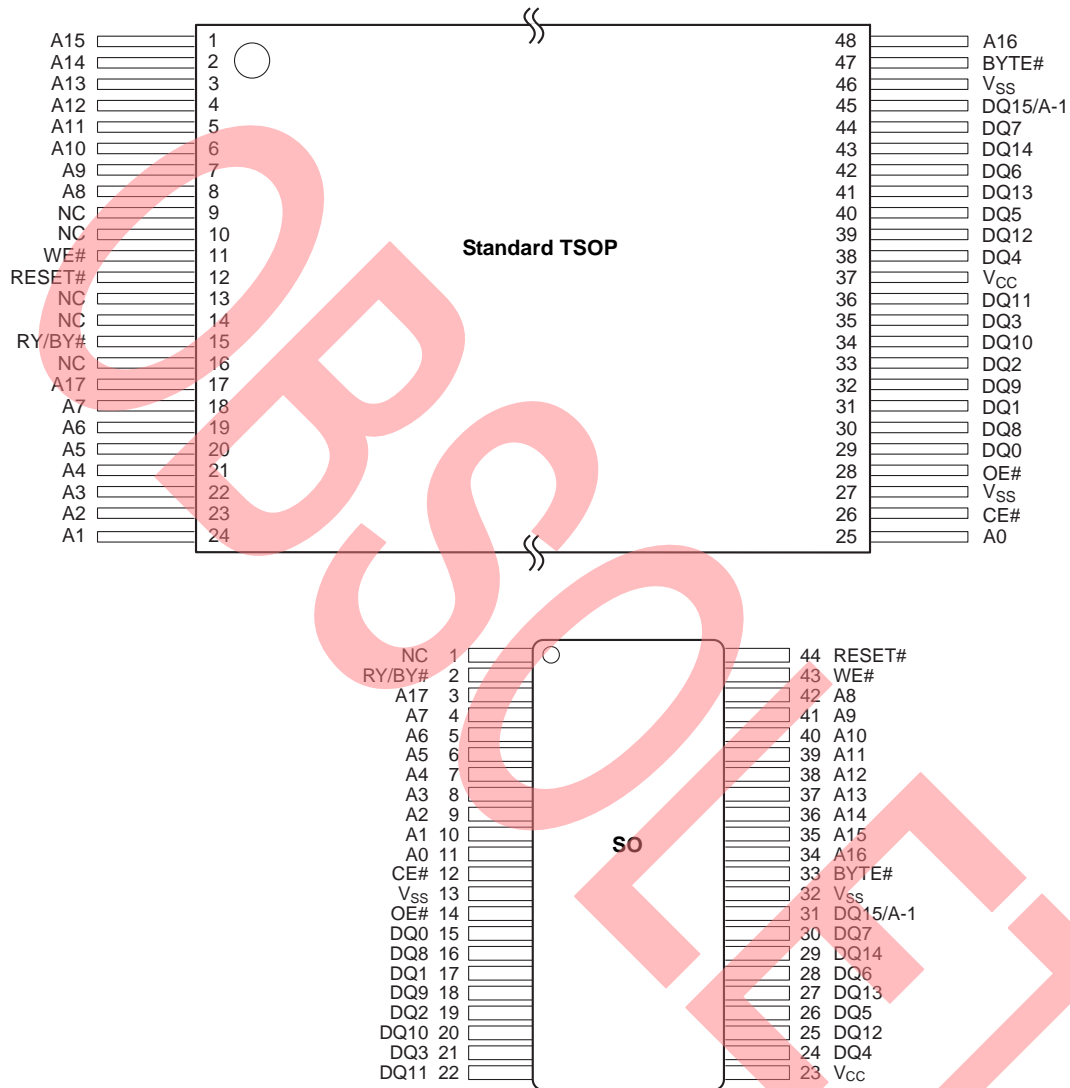 A15 1 48 A16
A14 2 47 BYTE#
A13 3 46 VSS
A12 4 45 DQ15/A-1
A11 5 44 DQ7
A10 6 43 DQ14
A9 7 42 DQ6
A8 8 41 DQ13
NC 9 40 DQ5
NC 10 39 DQ12
WE# 11 38 DQ4
RESET# 12 37 VCC
NC 13 36 DQ11
NC 14 35 DQ3
RY/BY# 15 34 DQ10
NC 16 33 DQ2
A17 17 32 DQ9
A7 18 31 DQ1
A6 19 30 DQ8
A5 20 29 DQ0
A4 21 28 OE#
A3 22 27 VSS
A2 23 26 CE#
A1 24 25 A0
Standard TSOP
NC 1 44 RESET#
RY/BY# 2 43 WE#
A17 3 42 A8
A7 4 41 A9
A6 5 40 A10
A5 6 39 A11
A4 7 38 A12
A3 8 37 A13
A2 9 36 A14
A1 10 35 A15
A0 11 34 A16
CE# 12 33 BYTE#
VSS 13 32 VSS
OE# 14 31 DQ15/A-1
DQ0 15 30 DQ7
DQ8 16 29 DQ14
DQ1 17 28 DQ6
DQ9 18 27 DQ13
DQ2 19 26 DQ5
DQ10 20 25 DQ12
DQ3 21 24 DQ4
DQ11 22 23 VCC
SO
OBSOLET